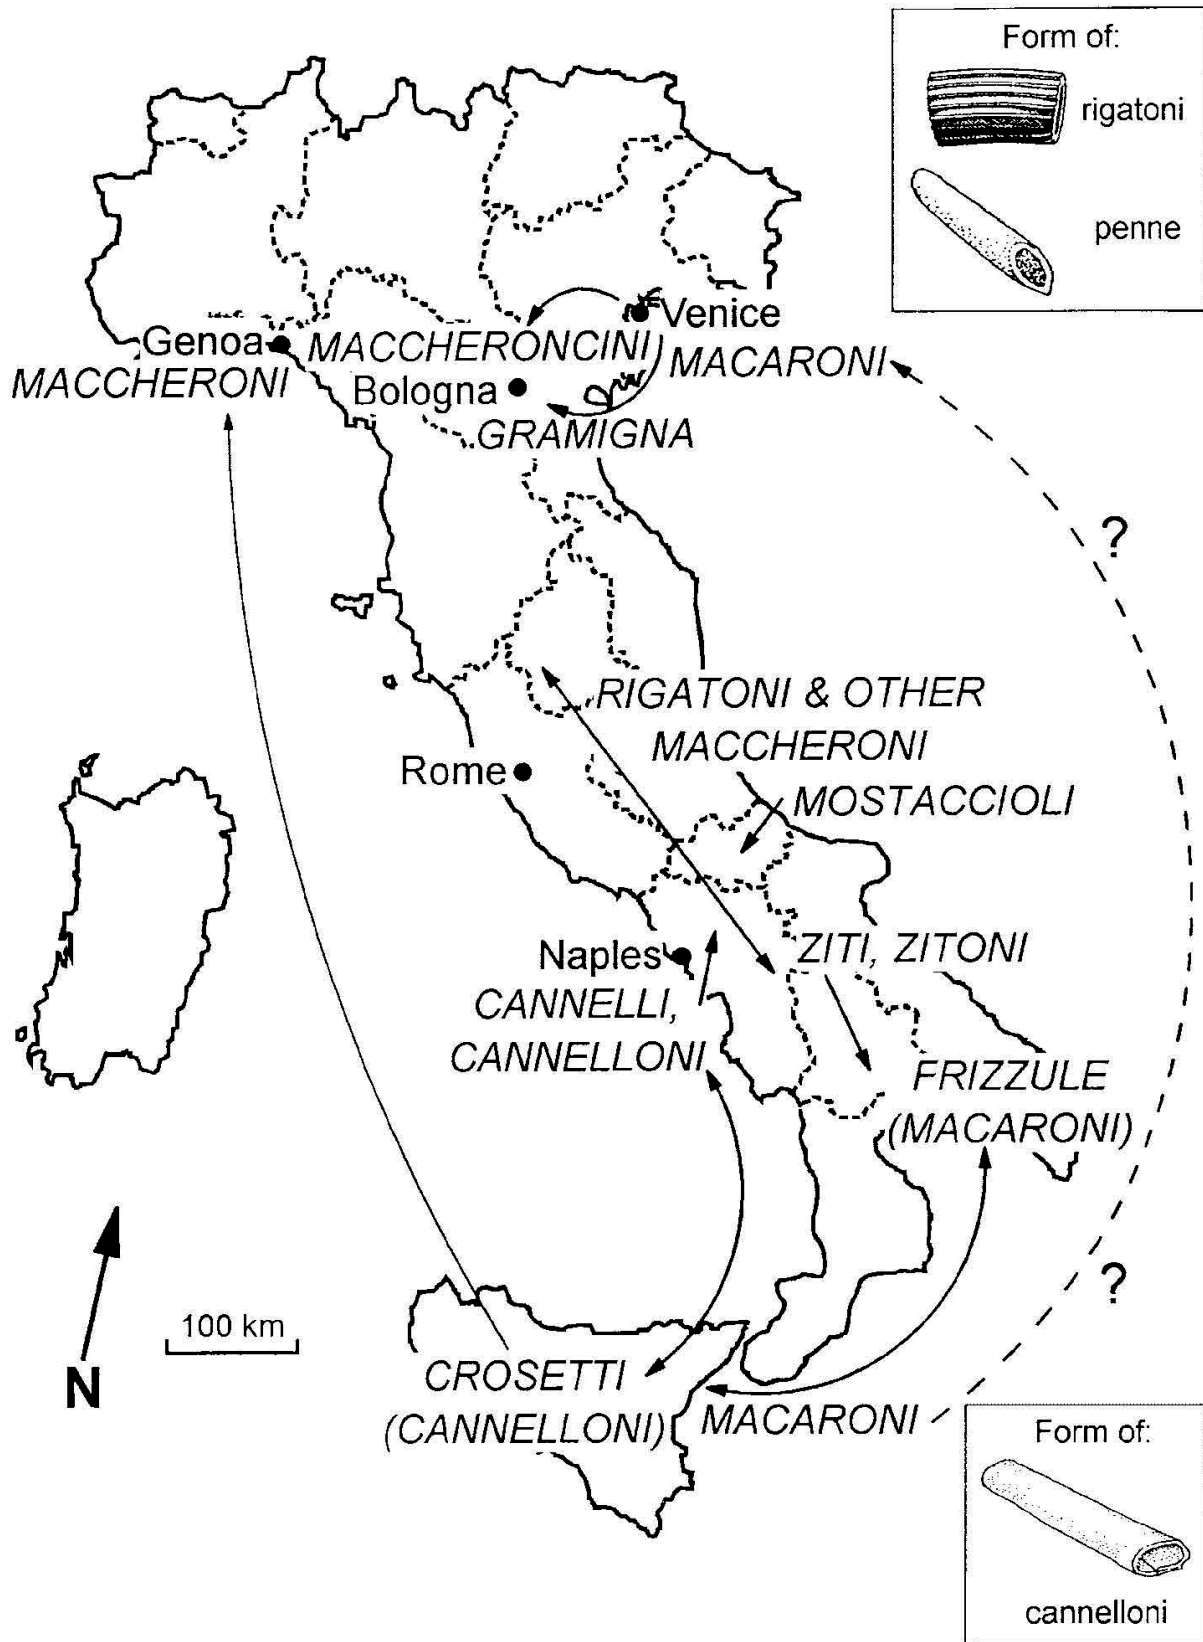 Form of:
rigatoni
penne
Venice
Genoa
MACCHERONCINI
MACCHERONI
MACARONI
Bologna
GRAMIGNA
?
RIGATONI & OTHER
MACCHERONI
Rome
MOSTACCIOLI
Naples
ZITI, ZITONI
CANNELLI,
CANNELLONI
FRIZZULE
(MACARONI)
?
100 km
N
CROSETTI
(CANNELLONI)
MACARONI
Form of:
cannelloni